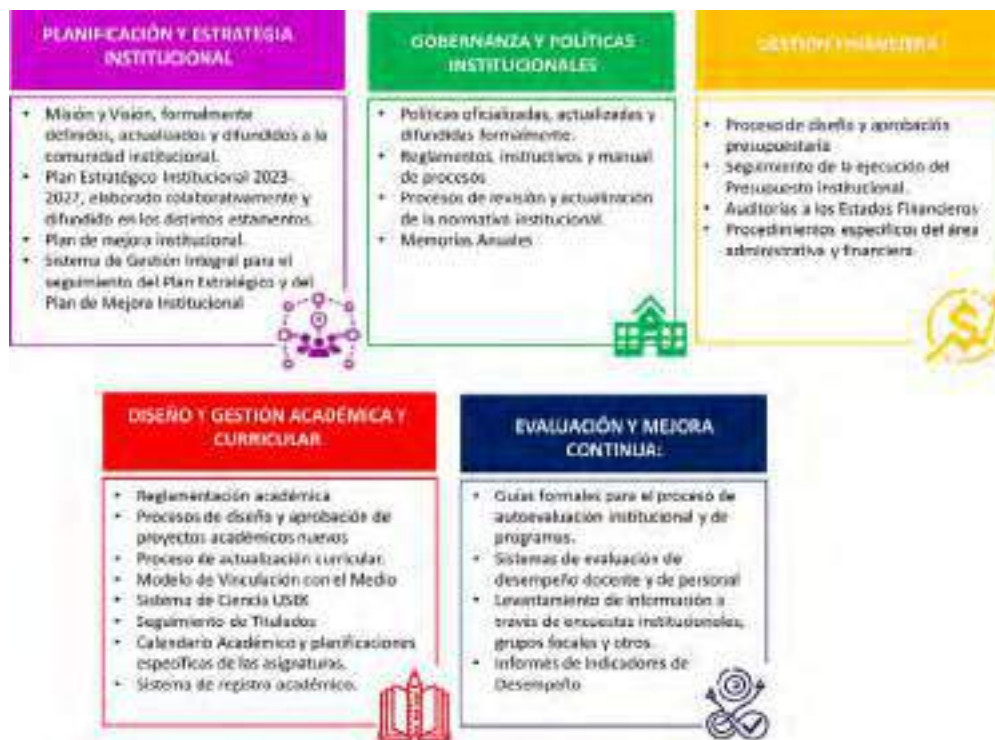 PLANIFICACIÓN Y ESTRATEGIA
INSTITUCIONAL
• Misión y Visión, formalmente
definidos, actualizados y difundidos a la
comunidad institucional.
• Plan Estratégico Institucional 2023-
2027, elaborado colaborativamente y
difundido en los distintos estamentos.
• Plan de mejora institucional.
• Sistema de Gestión Integral para el
seguimiento del Plan Estratégico y del
Plan de Mejora Institucional
GOBERNANZA Y POLÍTICAS
INSTITUCIONALES
• Políticas oficializadas, actualizadas y
difundidas formalmente.
• Reglamentos, instructivos y manual
de procesos
• Procesos de revisión y actualización
de la normativa institucional.
• Memorias Anuales
GESTIÓN FINANCIERA
• Proceso de diseño y aprobación
presupuestaria
• Seguimiento de la ejecución del
Presupuesto Institucional.
• Auditorías a los Estados Financieros
• Procedimientos específicos del área
administrativa y financiera
DISEÑO Y GESTIÓN ACADÉMICA Y
CURRICULAR
• Reglamentación académica
• Procesos de diseño y aprobación de
proyectos académicos nuevos
• Proceso de actualización curricular.
• Modelo de Vinculación con el Medio
• Sistema de Ciencia USEK
• Seguimiento de Titulados
• Calendario Académico y planificaciones
específicas de las asignaturas.
• Sistema de registro académico.
EVALUACIÓN Y MEJORA
CONTINUA:
• Guías formales para el proceso de
autoevaluación institucional y de
programas.
• Sistemas de evaluación de
desempeño docente y de personal
• Levantamiento de información a
través de encuestas institucionales,
grupos focales y otros.
• Informes de Indicadores de
Desempeño